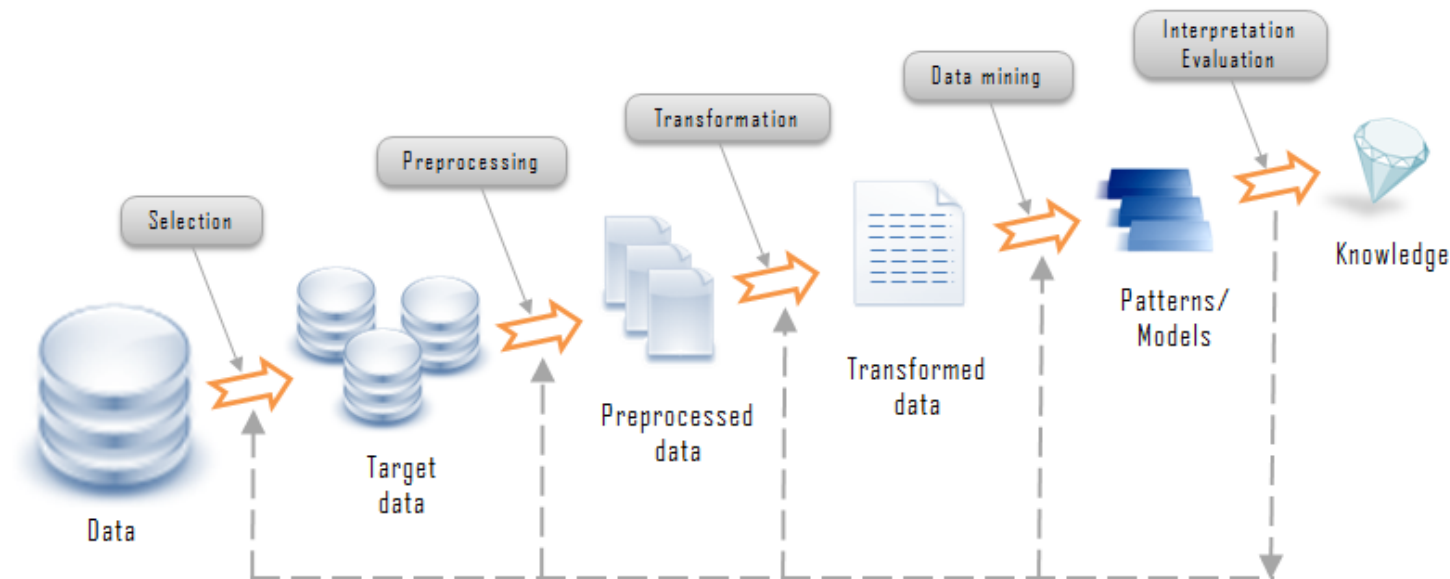 Interpretation
Evaluation
Data mining
Transformation
Preprocessing
Selection
Knowledge
Patterns/
Models
Transformed
data
Preprocessed
data
Target
data
Data